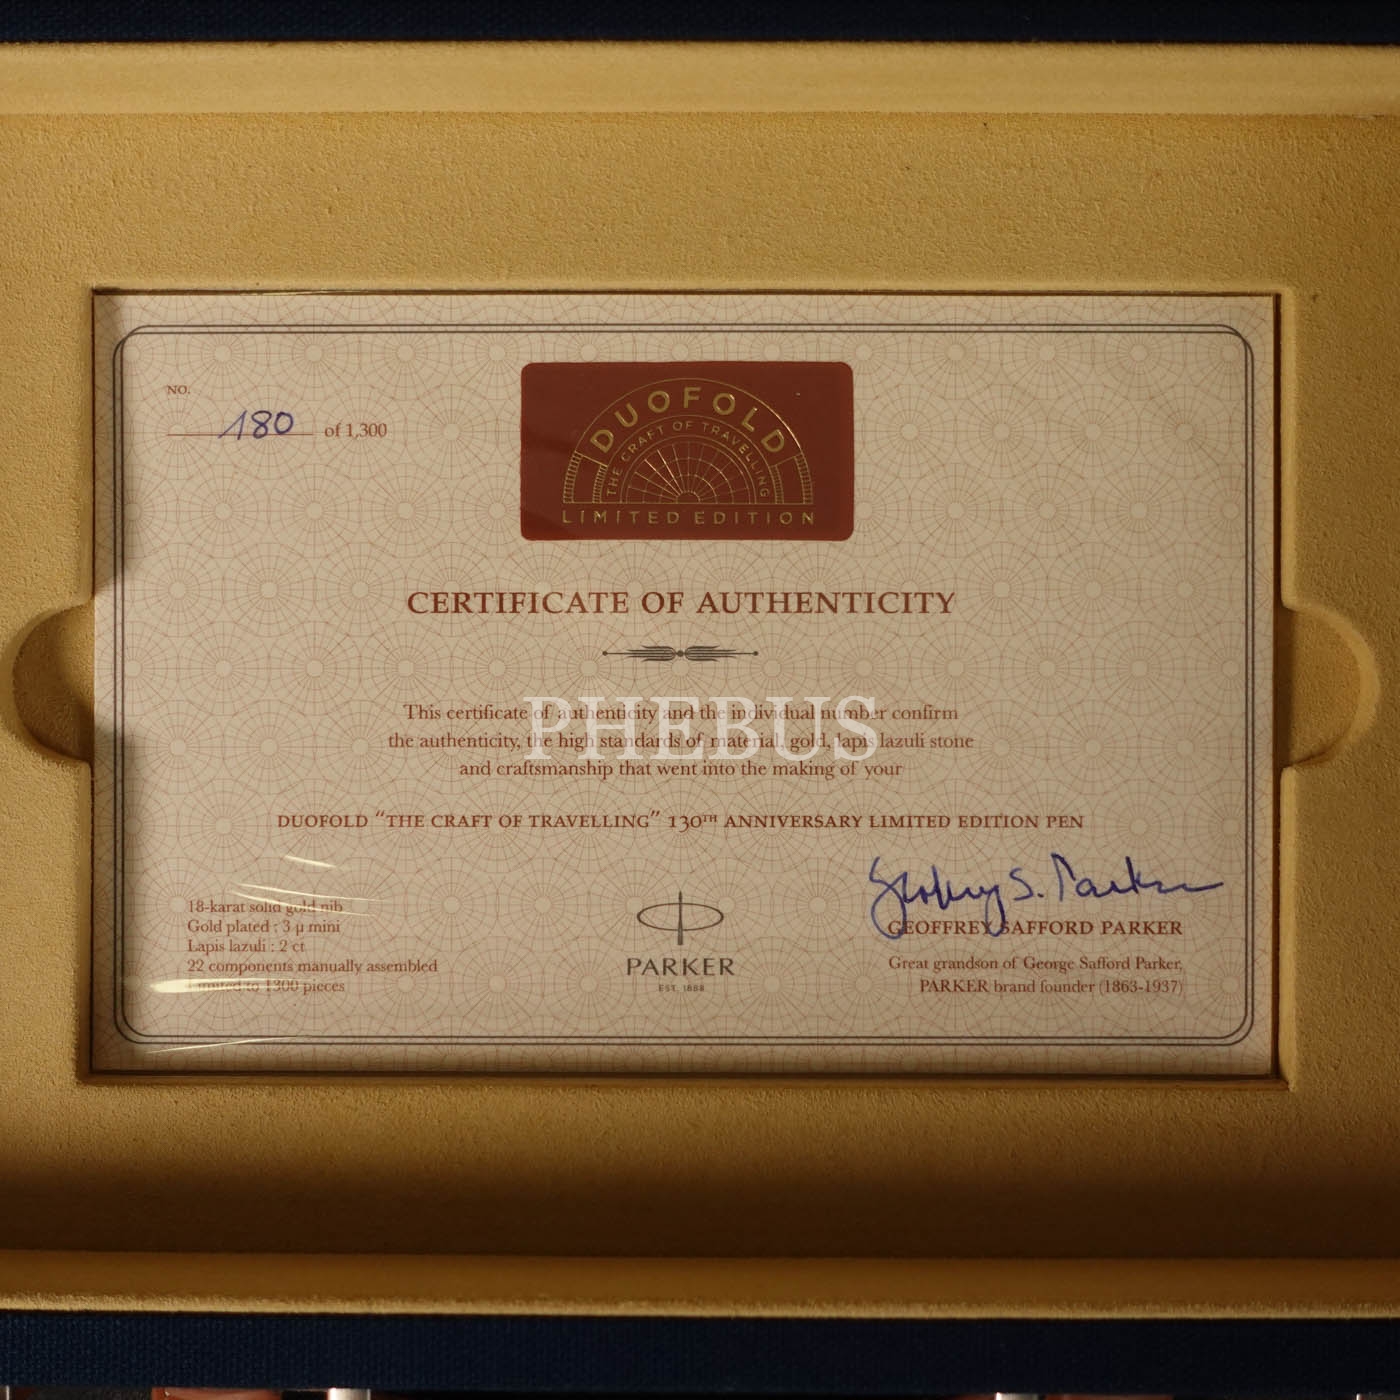 NO.
180 of 1,300
DUOFOLD
THE CRAFT OF TRAVELLING
LIMITED EDITION
CERTIFICATE OF AUTHENTICITY
PHEBUS
This certificate of authenticity and the individual number confirm
the authenticity, the high standards of material, gold, lapis lazuli stone
and craftsmanship that went into the making of your
DUOFOLD "THE CRAFT OF TRAVELLING" 130TH ANNIVERSARY LIMITED EDITION PEN
18-karat solid gold nib
Gold plated : 3 µ mini
Lapis lazuli : 2 ct
22 components manually assembled
Limited to 1300 pieces
PARKER
EST. 1888
Geoffrey S. Parker
GEOFFREY SAFFORD PARKER
Great grandson of George Safford Parker,
PARKER brand founder (1863-1937)